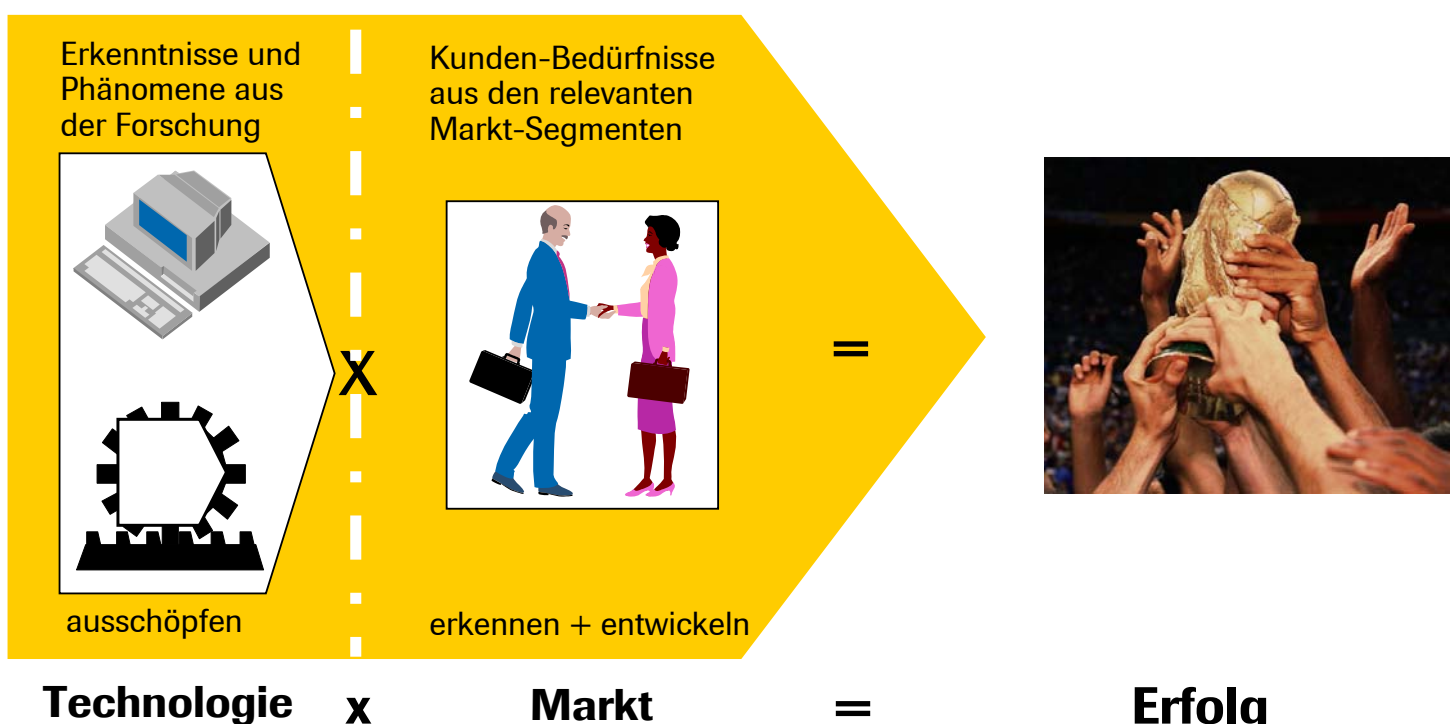 Erkenntnisse und
Phänomene aus
der Forschung
Kunden-Bedürfnisse
aus den relevanten
Markt-Segmenten
X
=
ausschöpfen
erkennen + entwickeln
Technologie x Markt = Erfolg